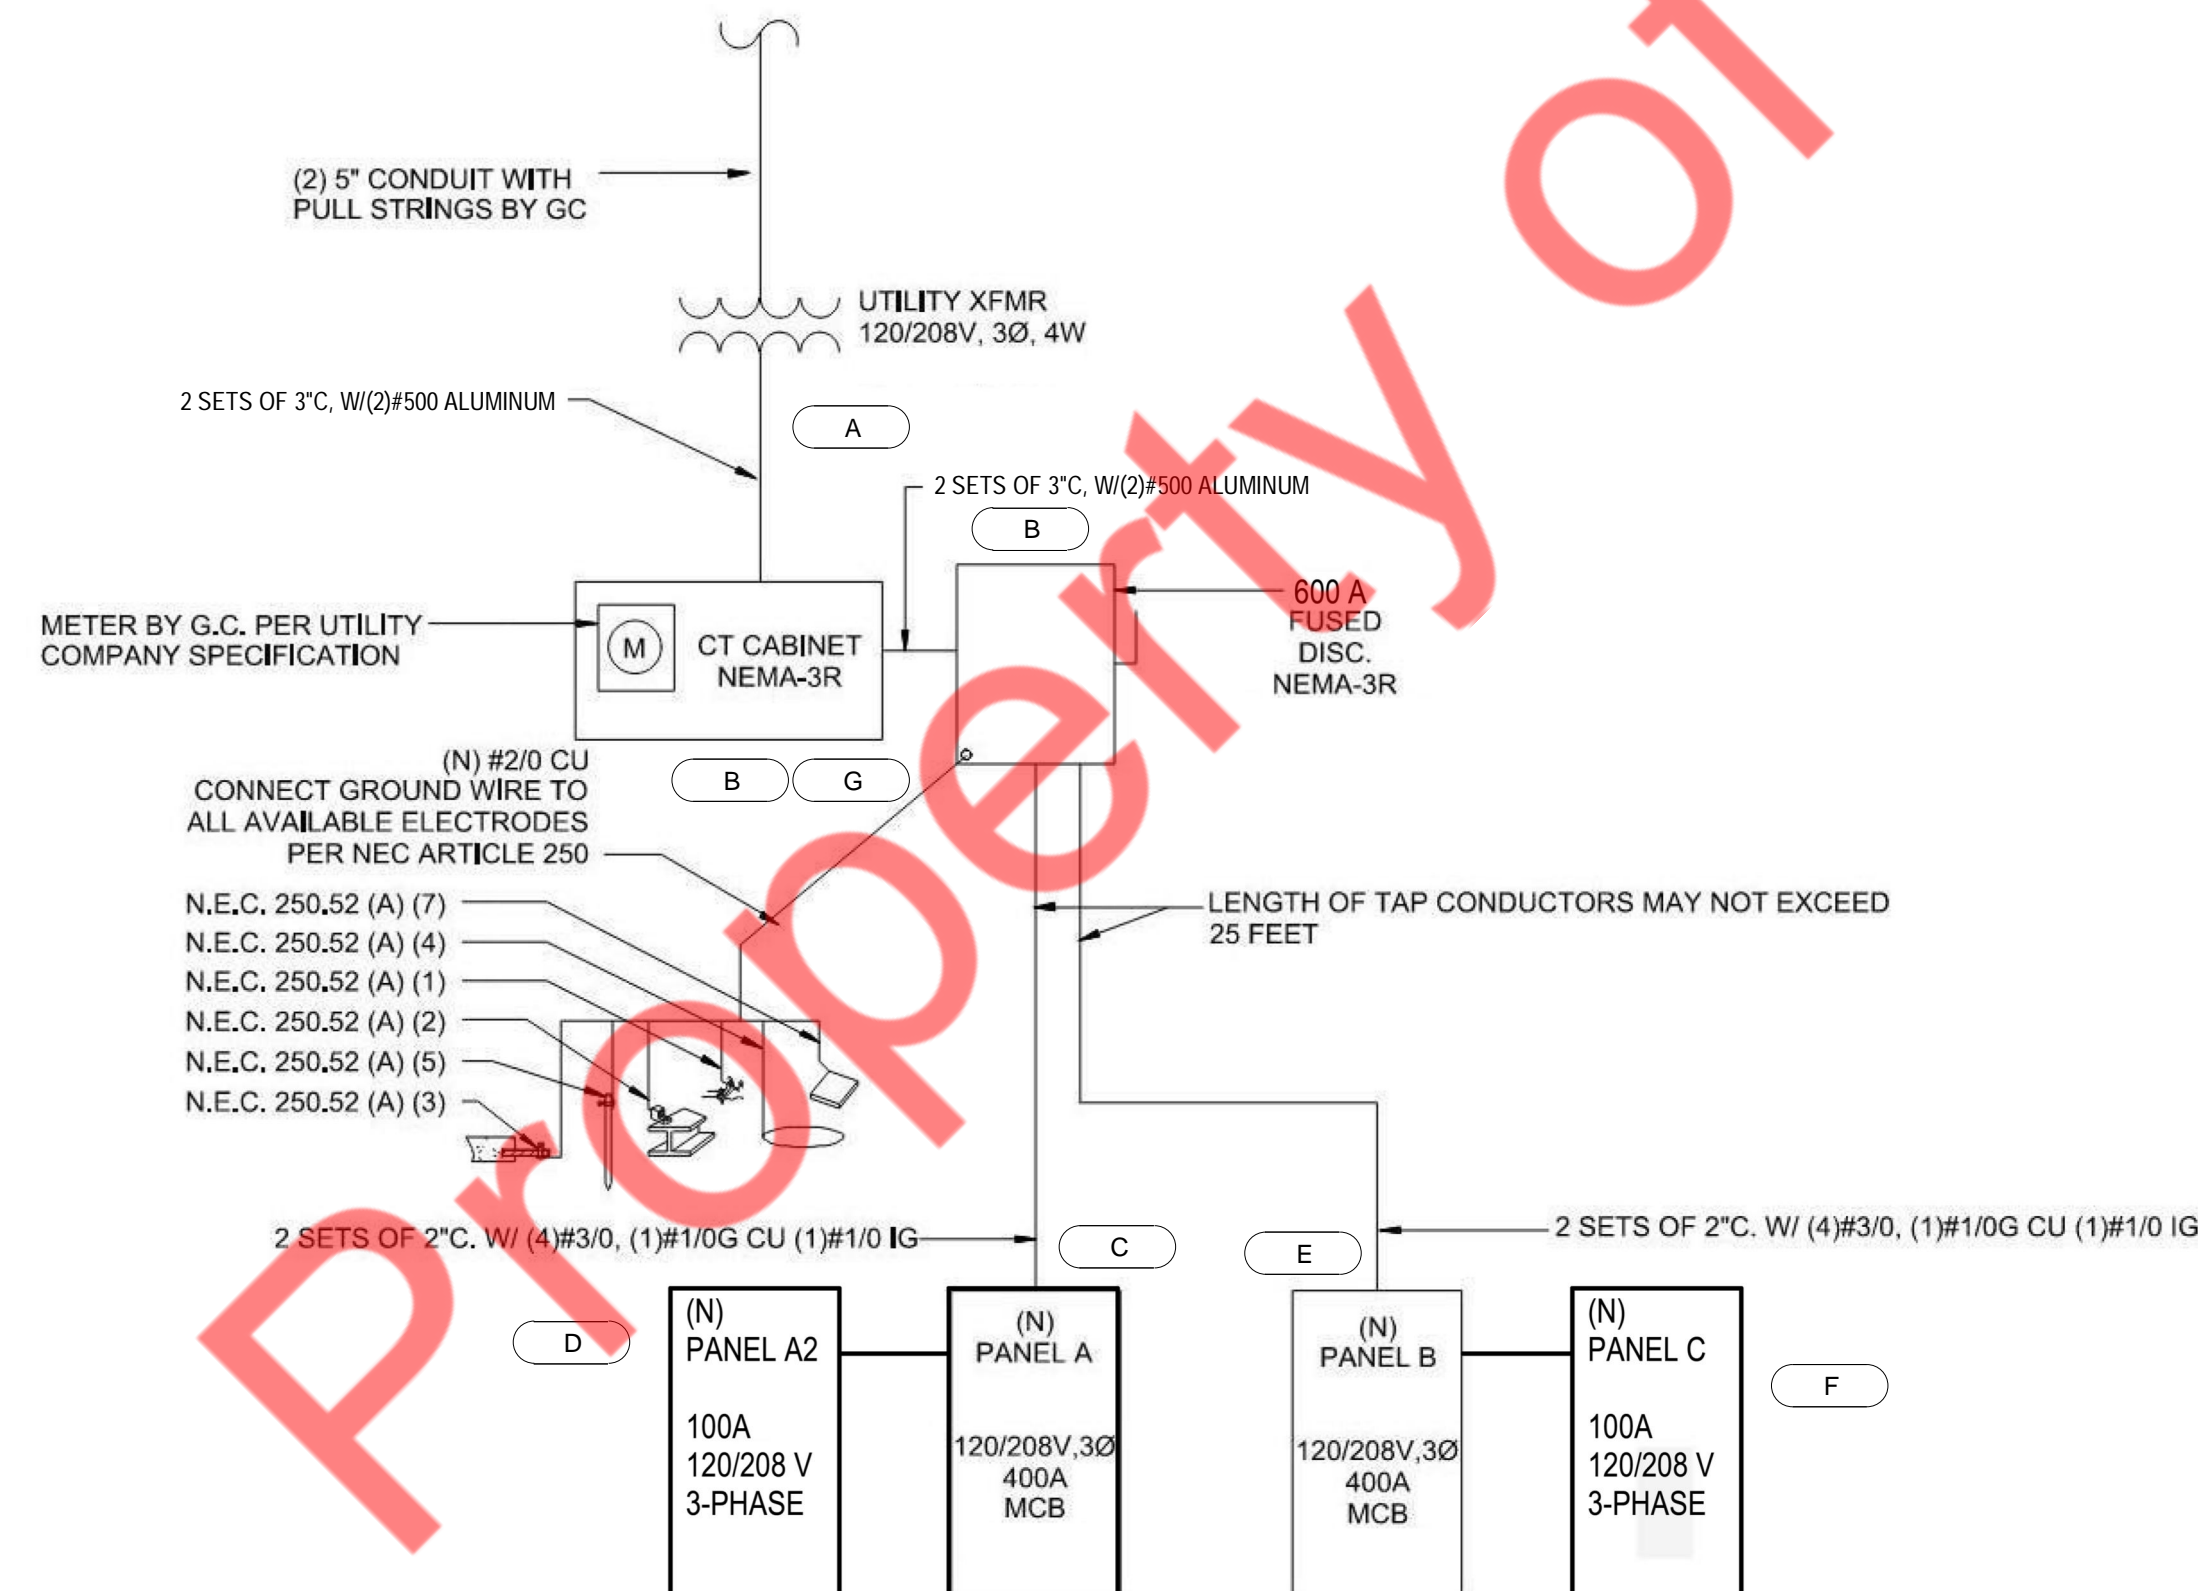 (2) 5" CONDUIT WITH
PULL STRINGS BY GC
UTILITY XFMR
120/208V, 3Ø, 4W
2 SETS OF 3"C, W/(2)#500 ALUMINUM
A
2 SETS OF 3"C, W/(2)#500 ALUMINUM
B
600 A
FUSED
DISC.
NEMA-3R
METER BY G.C. PER UTILITY
COMPANY SPECIFICATION
M
CT CABINET
NEMA-3R
B
G
(N) #2/0 CU
CONNECT GROUND WIRE TO
ALL AVAILABLE ELECTRODES
PER NEC ARTICLE 250
N.E.C. 250.52 (A) (7)
N.E.C. 250.52 (A) (4)
N.E.C. 250.52 (A) (1)
N.E.C. 250.52 (A) (2)
N.E.C. 250.52 (A) (5)
N.E.C. 250.52 (A) (3)
LENGTH OF TAP CONDUCTORS MAY NOT EXCEED
25 FEET
2 SETS OF 2"C. W/ (4)#3/0, (1)#1/0G CU (1)#1/0 IG
C
E
2 SETS OF 2"C. W/ (4)#3/0, (1)#1/0G CU (1)#1/0 IG
D
(N)
PANEL A2
100A
120/208 V
3-PHASE
(N)
PANEL A
120/208V,3Ø
400A
MCB
(N)
PANEL B
120/208V,3Ø
400A
MCB
(N)
PANEL C
100A
120/208 V
3-PHASE
F
Property of